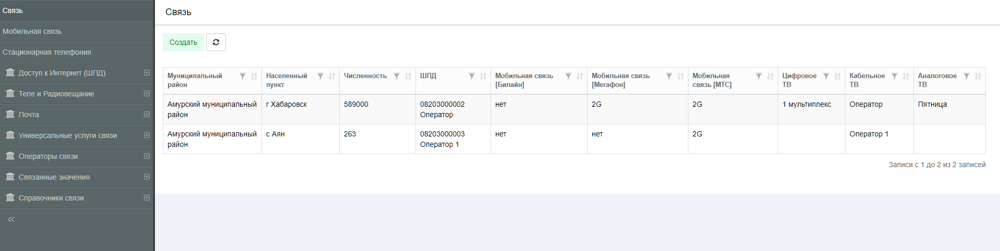 Связь
Мобильная связь
Стационарная телефония
Доступ к Интернет (ШПД)
Теле и Радиовещание
Почта
Универсальные услуги связи
Операторы связи
Связанные значения
Справочники связи
Связь
Создать
Муниципальный район
Населенный пункт
Численность
ШПД
Мобильная связь [Билайн]
Мобильная связь [Мегафон]
Мобильная связь [МТС]
Цифровое ТВ
Кабельное ТВ
Аналоговое ТВ
Амурский муниципальный район
г Хабаровск
589000
08203000002
Оператор
нет
2G
2G
1 мультиплекс
Оператор
Пятница
Амурский муниципальный район
с Аян
263
08203000003
Оператор 1
нет
нет
2G
Оператор 1
Записи с 1 до 2 из 2 записей